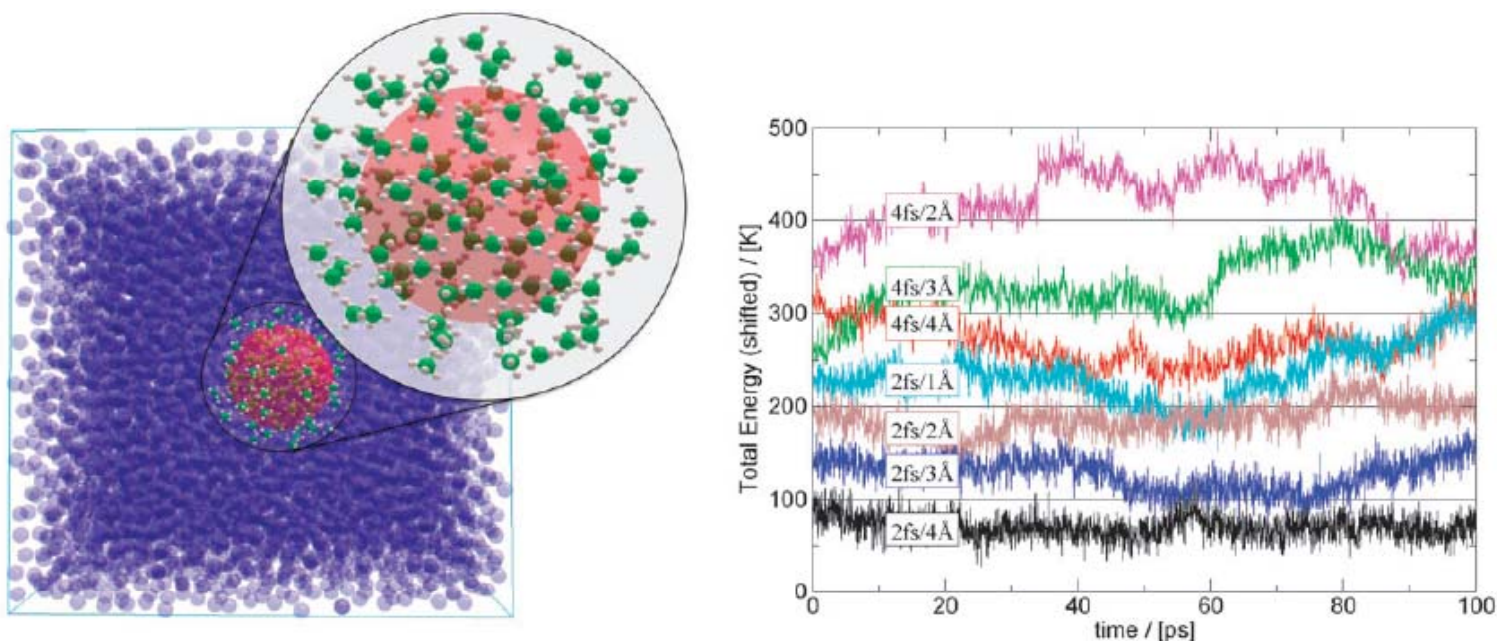 Total Energy (shifted) / [K]
500
400
300
200
100
0
4fs/2Å
4fs/3Å
4fs/4Å
2fs/1Å
2fs/2Å
2fs/3Å
2fs/4Å
0 20 40 60 80 100
time / [ps]